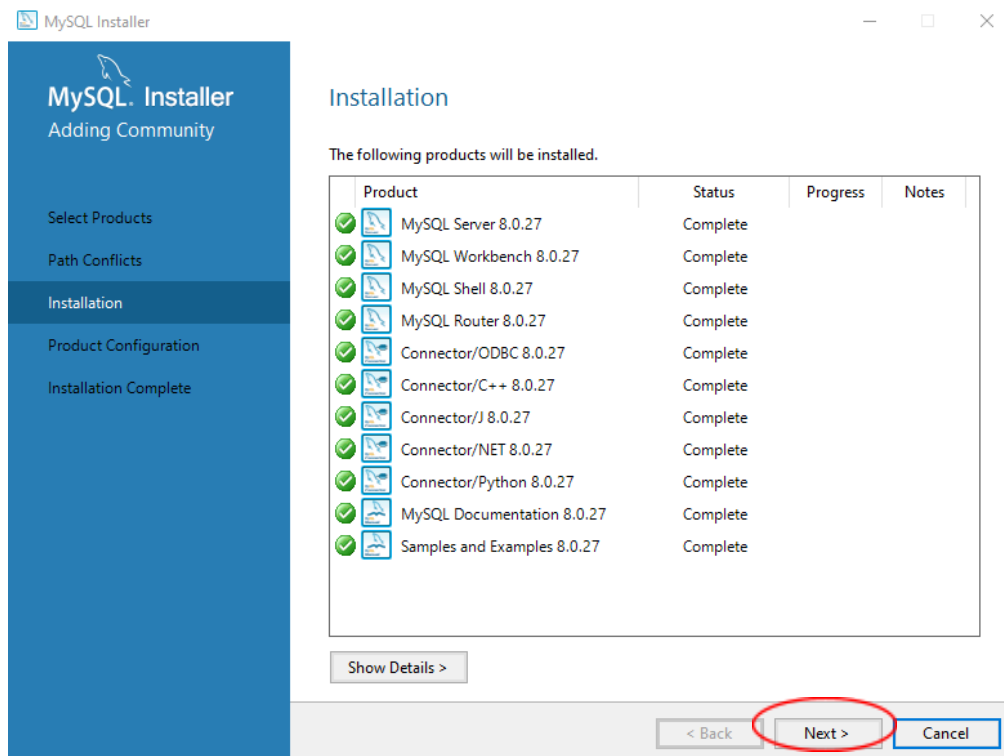 MySQL Installer
MySQL. Installer
Adding Community
Select Products
Path Conflicts
Installation
Product Configuration
Installation Complete
Installation
The following products will be installed.
Product Status Progress Notes
MySQL Server 8.0.27 Complete
MySQL Workbench 8.0.27 Complete
MySQL Shell 8.0.27 Complete
MySQL Router 8.0.27 Complete
Connector/ODBC 8.0.27 Complete
Connector/C++ 8.0.27 Complete
Connector/J 8.0.27 Complete
Connector/NET 8.0.27 Complete
Connector/Python 8.0.27 Complete
MySQL Documentation 8.0.27 Complete
Samples and Examples 8.0.27 Complete
Show Details >
< Back Next > Cancel